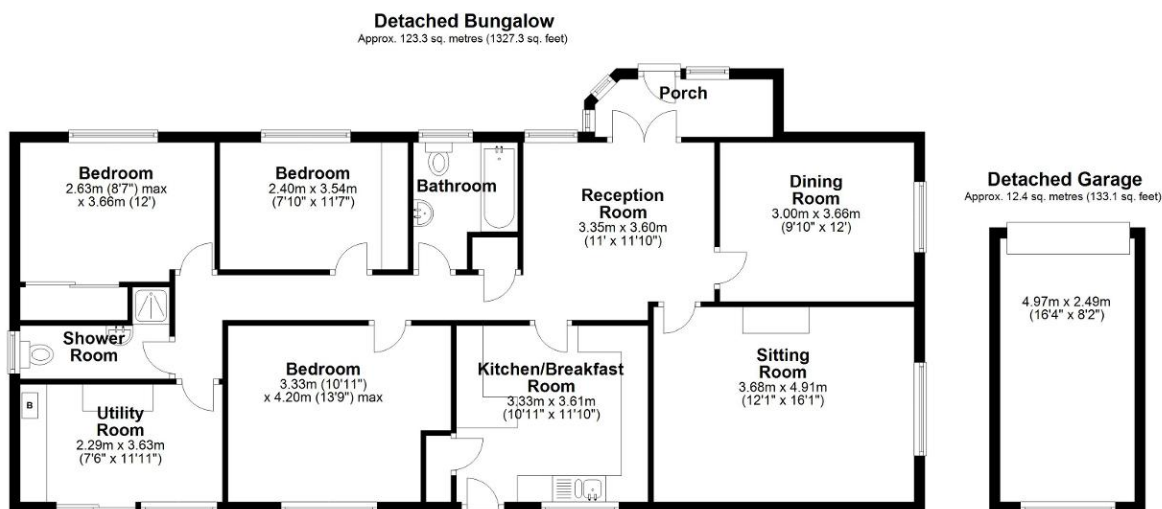 Detached Bungalow
Approx. 123.3 sq. metres (1327.3 sq. feet)
Porch
Bedroom
2.63m (8'7") max
x 3.66m (12')
Bedroom
2.40m x 3.54m
(7'10" x 11'7")
Bathroom
Reception
Room
3.35m x 3.60m
(11' x 11'10")
Dining
Room
3.00m x 3.66m
(9'10" x 12')
Detached Garage
Approx. 12.4 sq. metres (133.1 sq. feet)
4.97m x 2.49m
(16'4" x 8'2")
Shower
Room
Bedroom
3.33m (10'11")
x 4.20m (13'9") max
Kitchen/Breakfast
Room
3.33m x 3.61m
(10'11" x 11'10")
Sitting
Room
3.68m x 4.91m
(12'1" x 16'1")
B
Utility
Room
2.29m x 3.63m
(7'6" x 11'11")